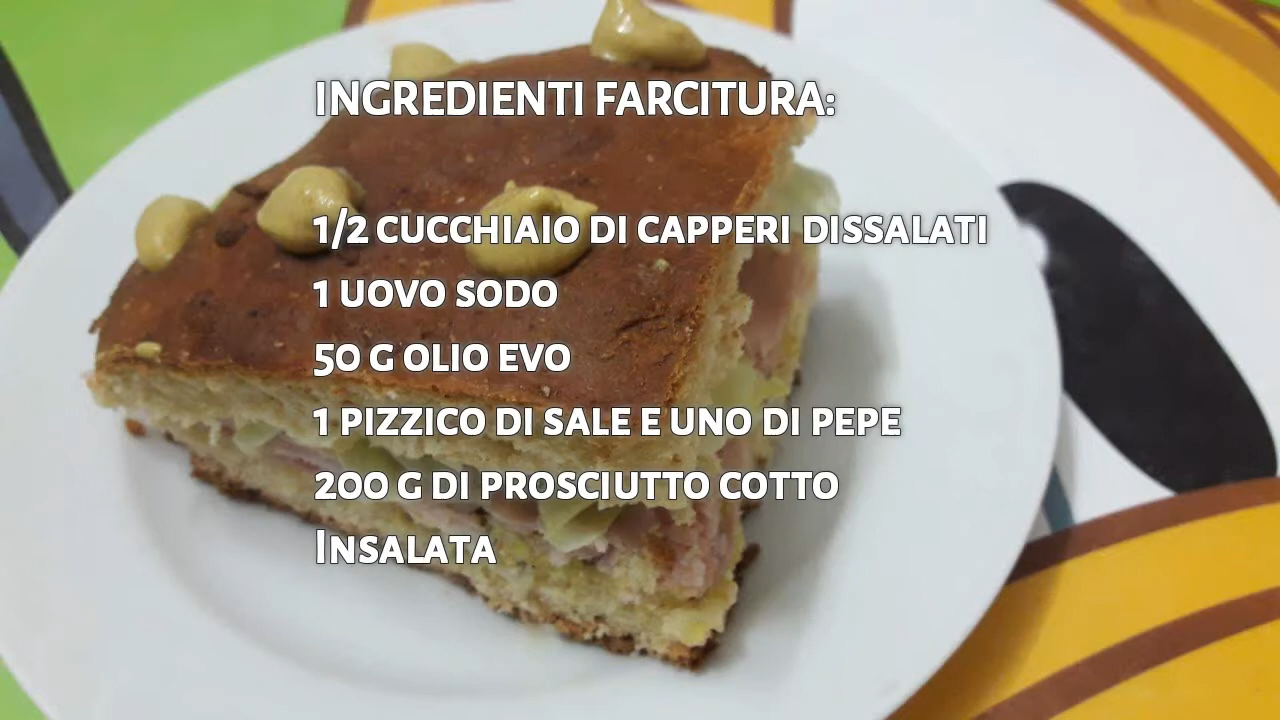 INGREDIENTI FARCITURA:
1/2 CUCCHIAIO DI CAPPERI DISSALATI
1 UOVO SODO
50 G OLIO EVO
1 PIZZICO DI SALE E UNO DI PEPE
200 G DI PROSCIUTTO COTTO
INSALATA